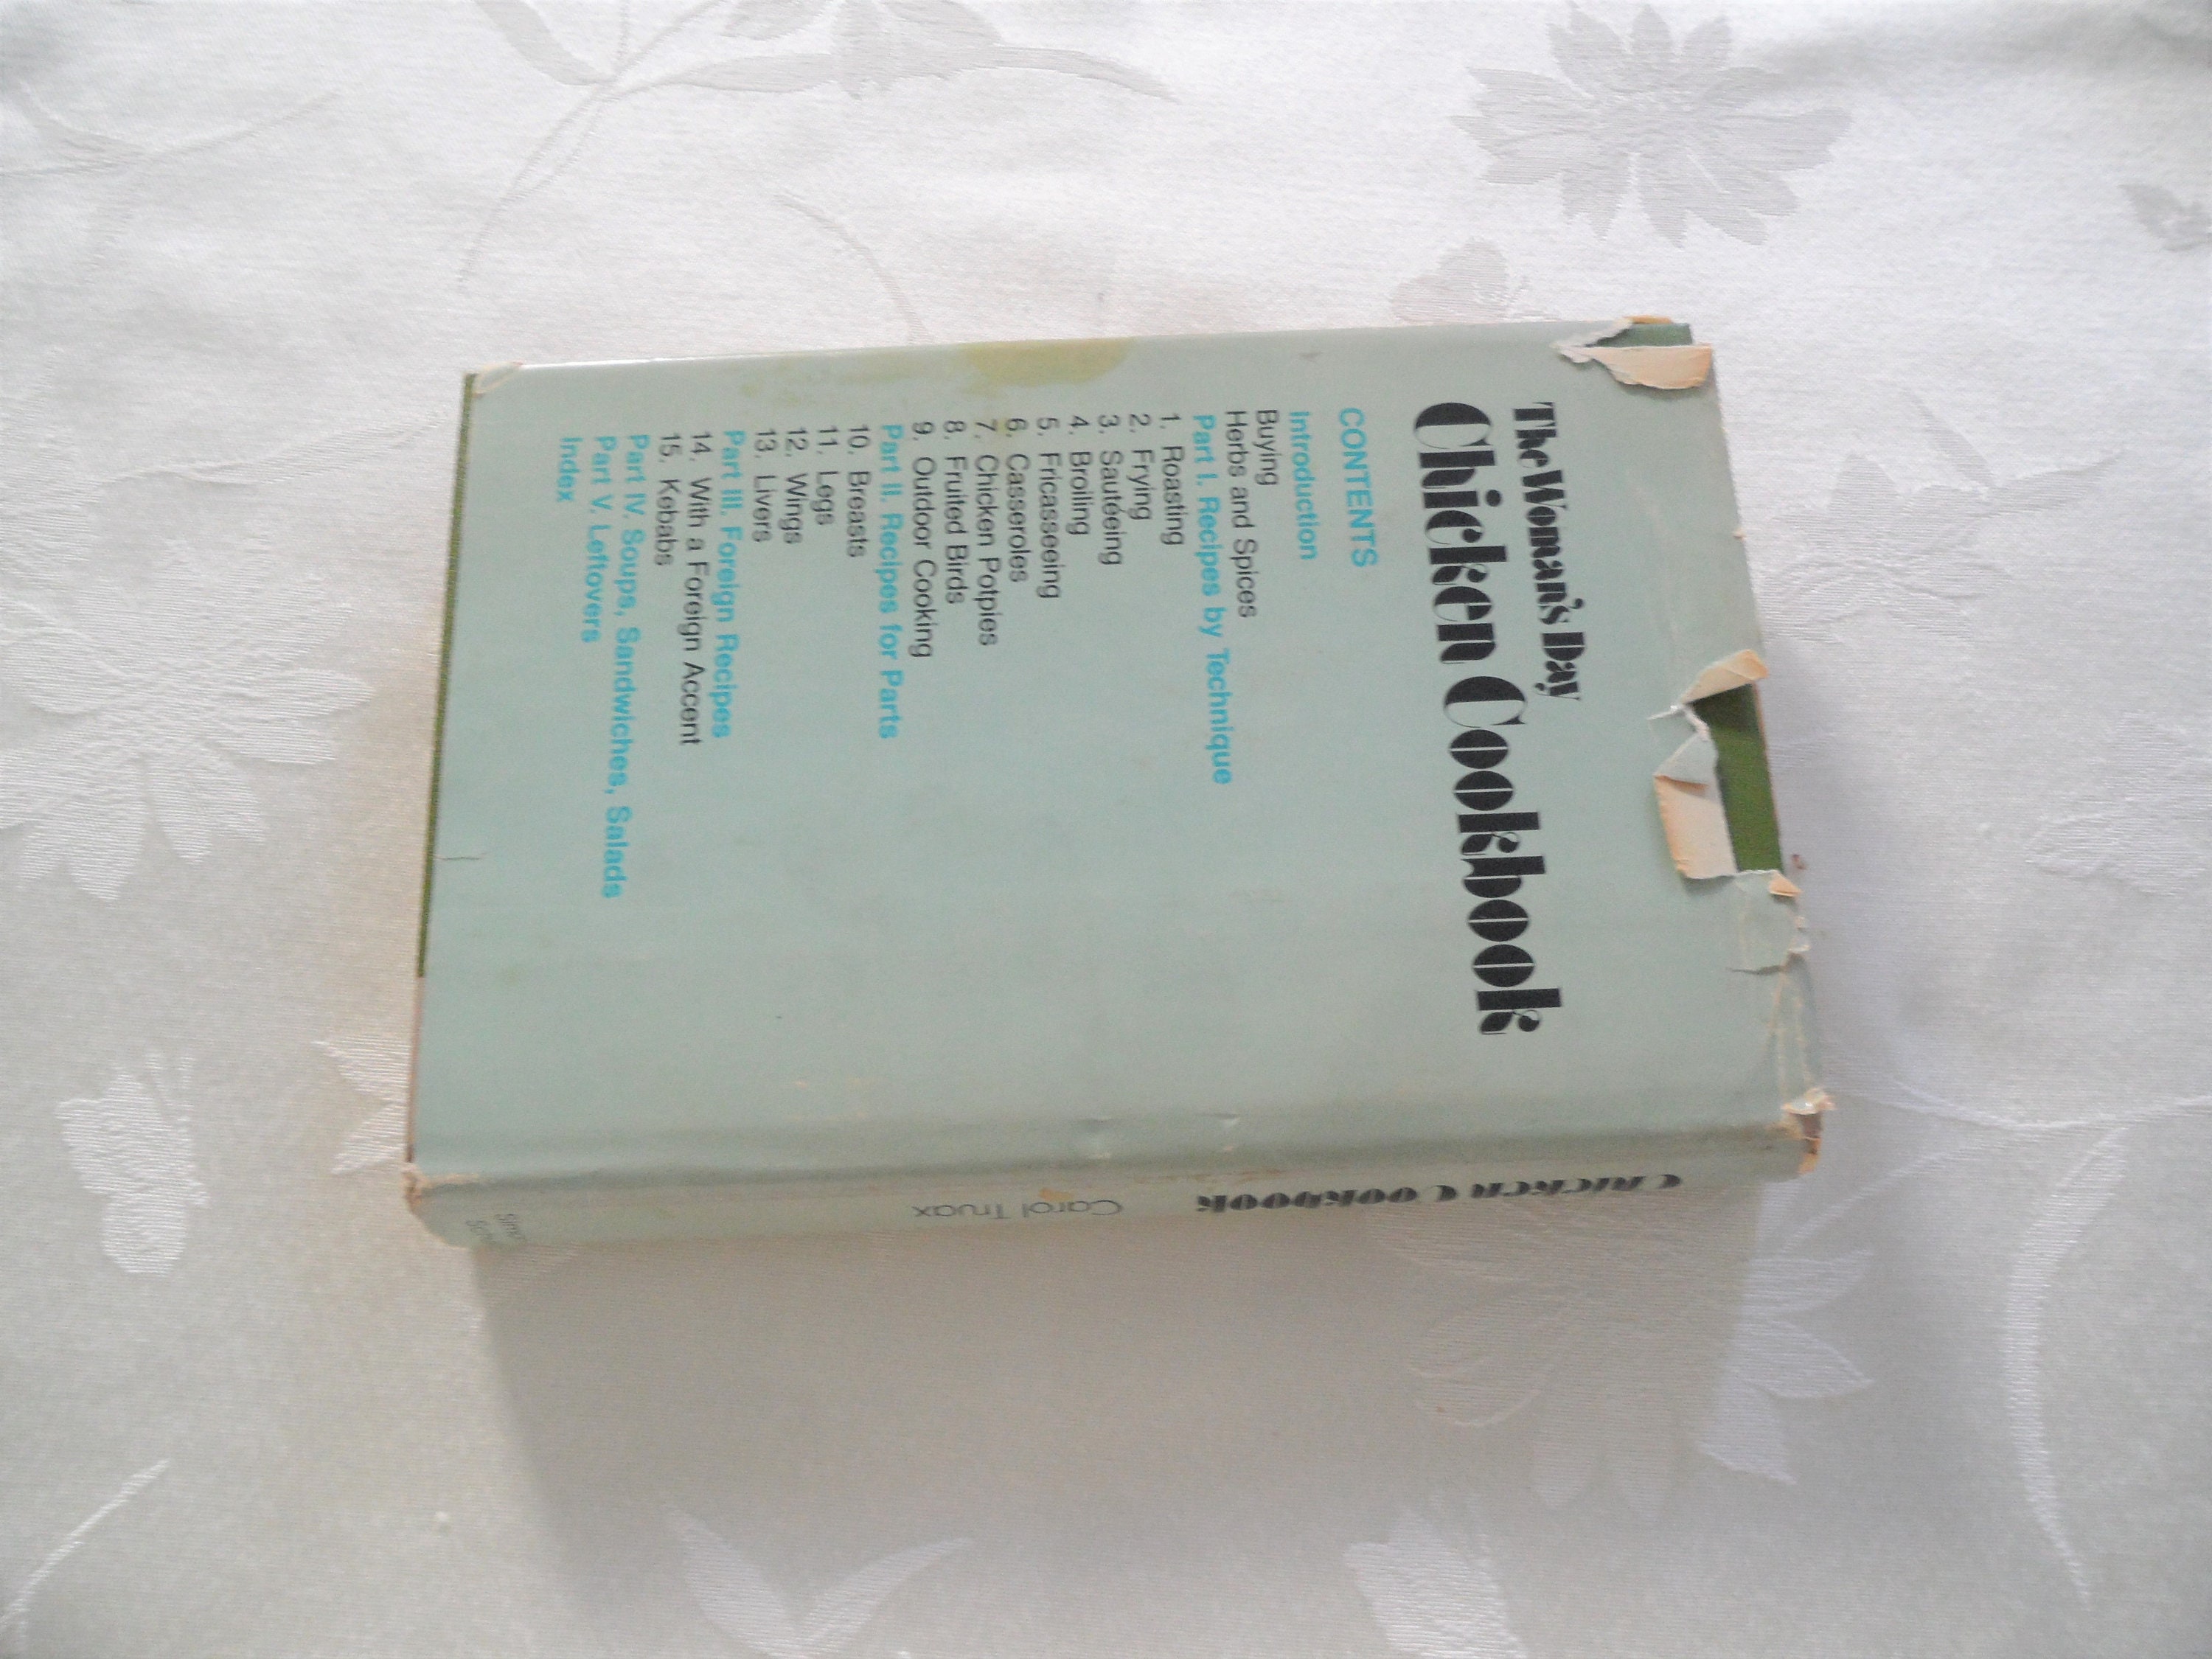 The Woman's Day
Chicken Cookbook
CONTENTS
Introduction
Buying
Herbs and Spices
Part I. Recipes by Technique
1. Roasting
2. Frying
3. Sautéeing
4. Broiling
5. Fricasseeing
6. Casseroles
7. Chicken Potpies
8. Fruited Birds
9. Outdoor Cooking
Part II. Recipes for Parts
10. Breasts
11. Legs
12. Wings
13. Livers
Part III. Foreign Recipes
14. With a Foreign Accent
15. Kebabs
Part IV. Soups, Sandwiches, Salads
Part V. Leftovers
Index
Chicken Cookbook
Carol Truax